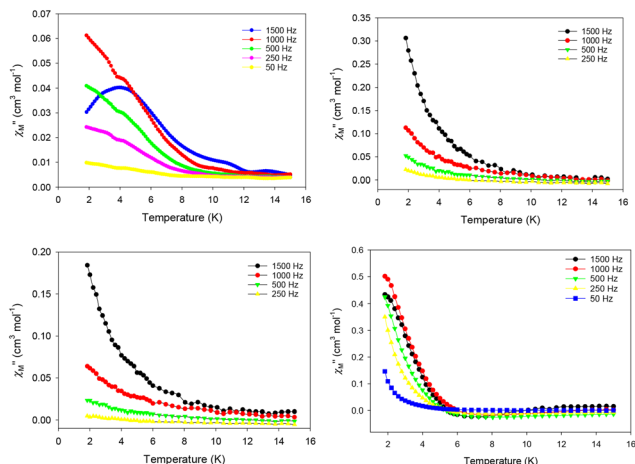 0.07
0.06
0.05
0.04
0.03
0.02
0.01
0.00
χM" (cm³ mol⁻¹)
1500 Hz
1000 Hz
500 Hz
250 Hz
50 Hz
0 2 4 6 8 10 12 14 16
Temperature (K)
0.35
0.30
0.25
0.20
0.15
0.10
0.05
0.00
χM" (cm³ mol⁻¹)
1500 Hz
1000 Hz
500 Hz
250 Hz
0 2 4 6 8 10 12 14 16
Temperature (K)
0.20
0.15
0.10
0.05
0.00
χM" (cm³ mol⁻¹)
1500 Hz
1000 Hz
500 Hz
250 Hz
0 2 4 6 8 10 12 14 16
Temperature (K)
0.6
0.5
0.4
0.3
0.2
0.1
0.0
χM" (cm³ mol⁻¹)
1500 Hz
1000 Hz
500 Hz
250 Hz
50 Hz
2 4 6 8 10 12 14 16
Temperature (K)